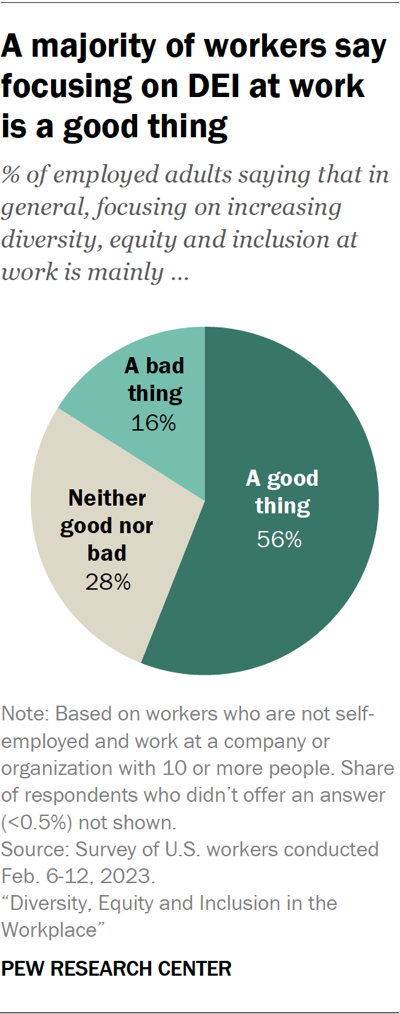 A majority of workers say
focusing on DEI at work
is a good thing
% of employed adults saying that in
general, focusing on increasing
diversity, equity and inclusion at
work is mainly ...
A bad
thing
16%
A good
thing
56%
Neither
good nor
bad
28%
Note: Based on workers who are not self-
employed and work at a company or
organization with 10 or more people. Share
of respondents who didn’t offer an answer
(<0.5%) not shown.
Source: Survey of U.S. workers conducted
Feb. 6-12, 2023.
“Diversity, Equity and Inclusion in the
Workplace”
PEW RESEARCH CENTER